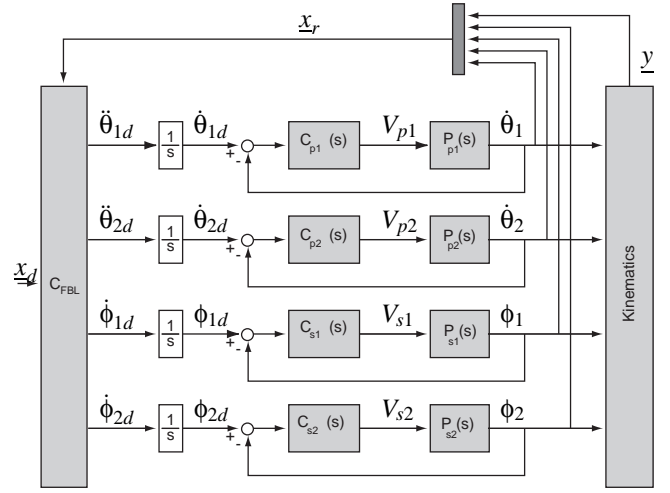 x_r
y
θ̈_1d 1/s θ̇_1d + - C_p1 (s) V_p1 P_p1(s) θ̇_1
θ̈_2d 1/s θ̇_2d + - C_p2 (s) V_p2 P_p2(s) θ̇_2
x_d
C_FBL
Kinematics
φ̇_1d 1/s φ_1d + - C_s1 (s) V_s1 P_s1(s) φ_1
φ̇_2d 1/s φ_2d + - C_s2 (s) V_s2 P_s2(s) φ_2